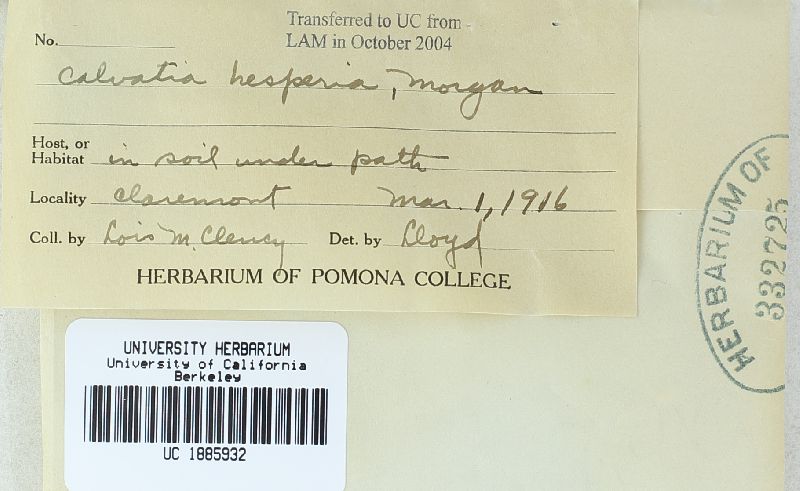 Transferred to UC from
LAM in October 2004
No.
Calvatia hesperia, Morgan
Host, or
Habitat in soil under path
Locality Claremont Mar. 1, 1916
Coll. by Lois M. Clency Det. by Lloyd
HERBARIUM OF POMONA COLLEGE
HERBARIUM OF
332725
UNIVERSITY HERBARIUM
University of California
Berkeley
UC 1885932